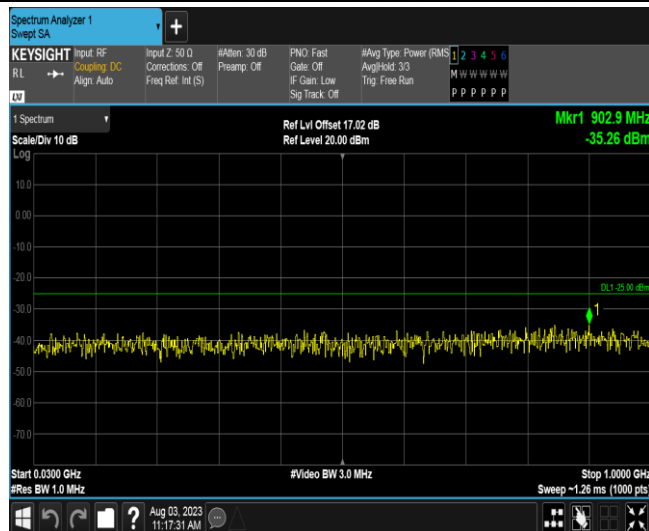 Spectrum Analyzer 1
Swept SA
+
KEYSIGHT
RL
LXI
Input: RF
Coupling: DC
Align: Auto
Input Z: 50 Ω
Corrections: Off
Freq Ref: Int (S)
#Atten: 30 dB
Preamp: Off
PNO: Fast
Gate: Off
IF Gain: Low
Sig Track: Off
#Avg Type: Power (RMS
Avg|Hold: 3/3
Trig: Free Run
1 2 3 4 5 6
M W W W W W
P P P P P P
1 Spectrum
Scale/Div 10 dB
Log
Ref Lvl Offset 17.02 dB
Ref Level 20.00 dBm
Mkr1 902.9 MHz
-35.26 dBm
10.0
0.00
-10.0
-20.0
DL1 -25.00 dBm
-30.0
1
-40.0
-50.0
-60.0
-70.0
Start 0.0300 GHz
#Video BW 3.0 MHz
Stop 1.0000 GHz
#Res BW 1.0 MHz
Sweep ~1.26 ms (1000 pts)
?
Aug 03, 2023
11:17:31 AM